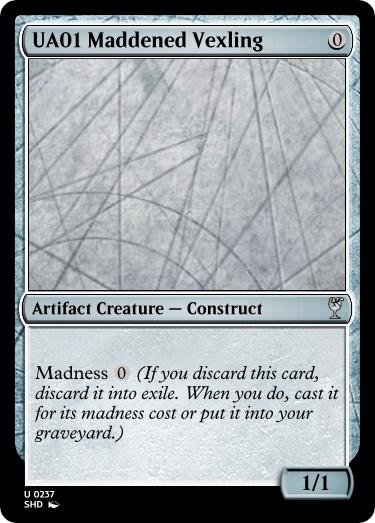 UA01 Maddened Vexling 0
Artifact Creature — Construct
Madness 0 (If you discard this card,
discard it into exile. When you do, cast it
for its madness cost or put it into your
graveyard.)
1/1
U 0237
SHD